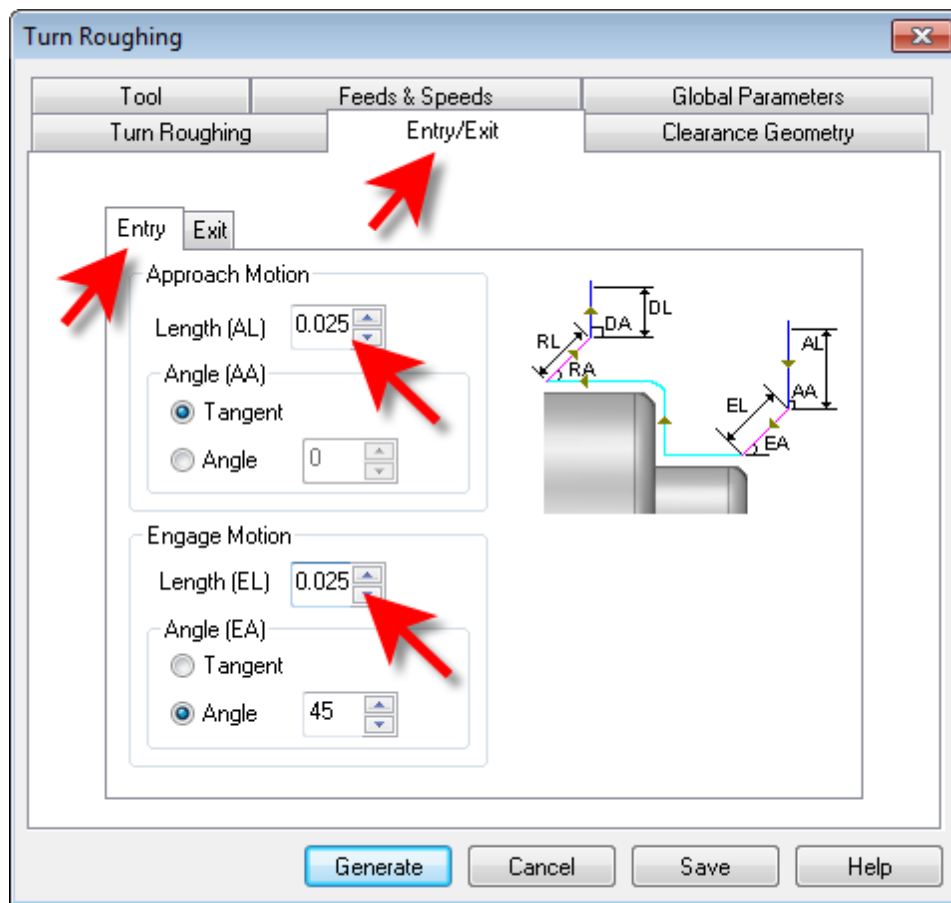 Turn Roughing
Tool Feeds & Speeds Global Parameters
Turn Roughing Entry/Exit Clearance Geometry
Entry Exit
Approach Motion
Length (AL) 0.025
Angle (AA)
Tangent
Angle 0
Engage Motion
Length (EL) 0.025
Angle (EA)
Tangent
Angle 45
DL
DA
RL
RA
AL
AA
EL
EA
Generate Cancel Save Help